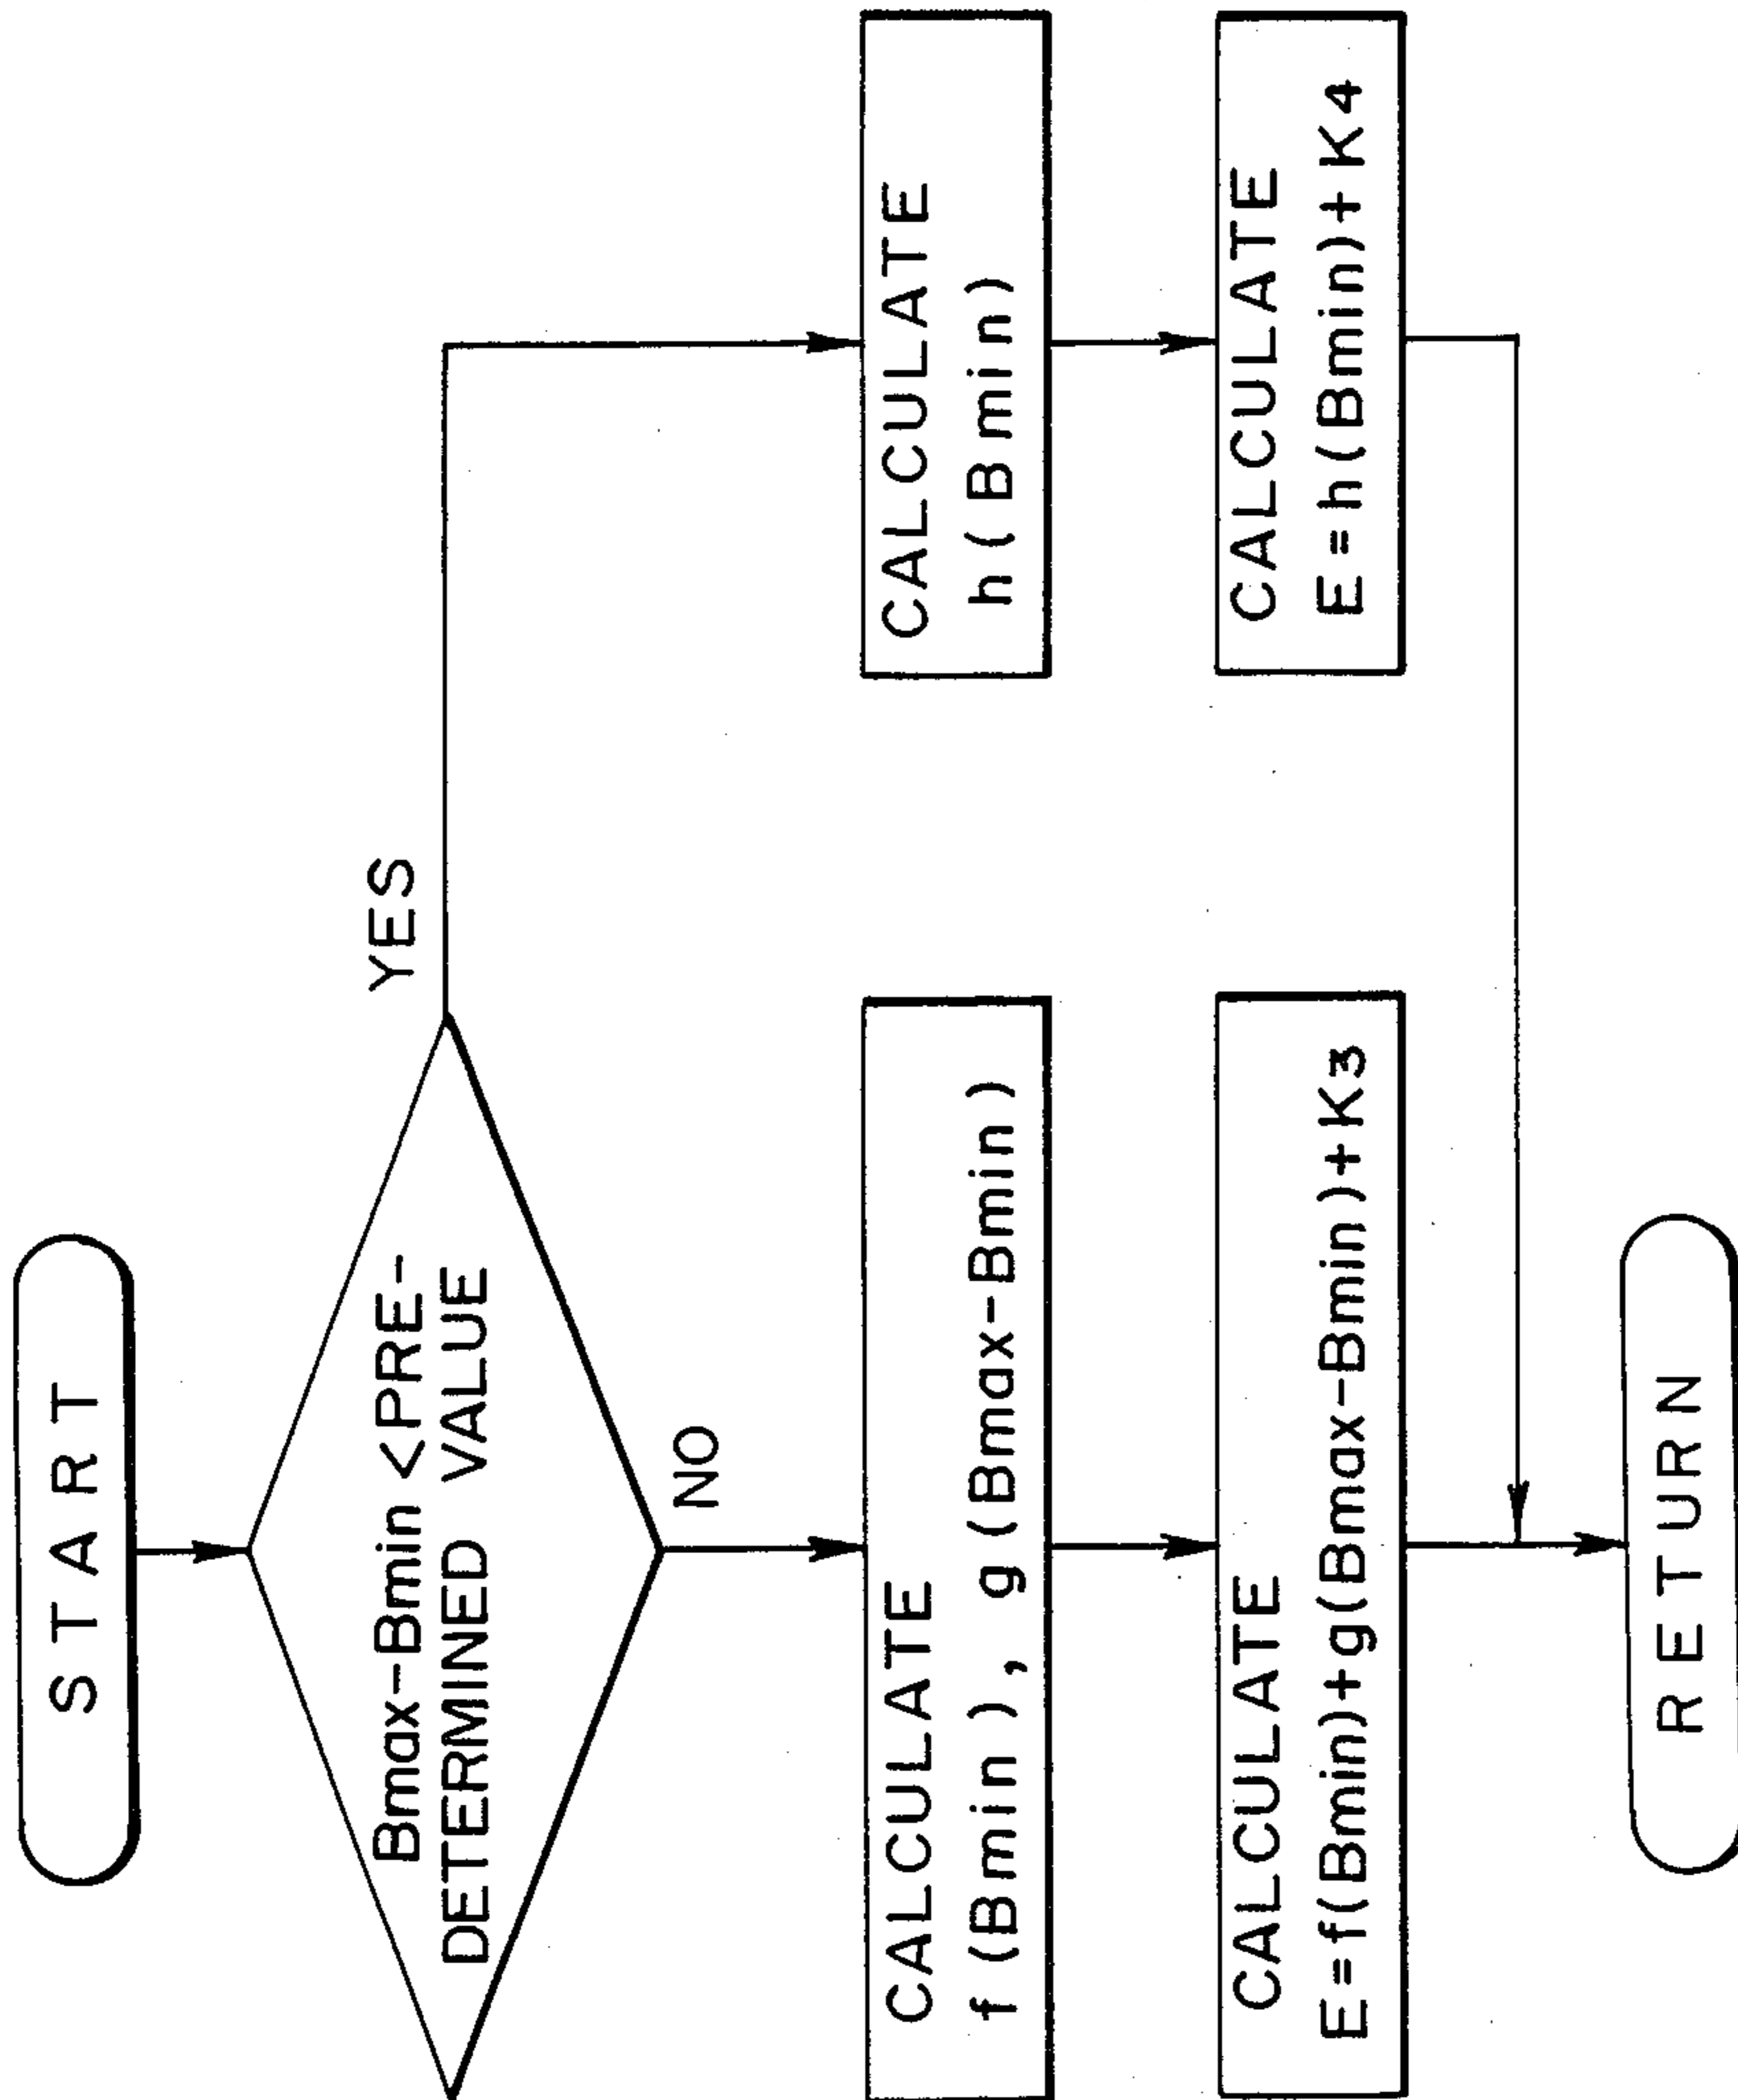 START
Bmax-Bmin <PRE-
DETERMINED VALUE
YES
NO
CALCULATE
f(Bmin), g(Bmax-Bmin)
CALCULATE
h(Bmin)
CALCULATE
E=f(Bmin)+g(Bmax-Bmin)+K3
CALCULATE
E=h(Bmin)+K4
RETURN